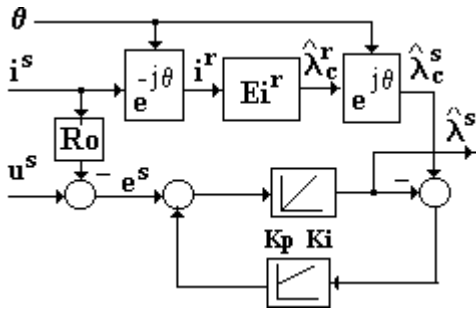 θ
i^s
e^-jθ
i^r
Ei^r
λ̂_c^r
e^jθ
λ̂_c^s
Ro
λ̂^s
u^s
−
e^s
−
Kp Ki